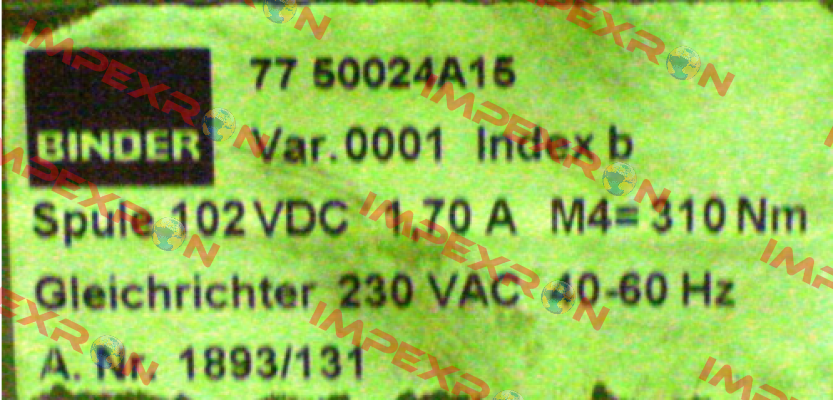 77 50024A15
BINDER
Var.0001 Index b
Spule 102 VDC 1,70 A M4= 310 Nm
Gleichrichter 230 VAC 40-60 Hz
A. Nr. 1893/131
IMPEXRON